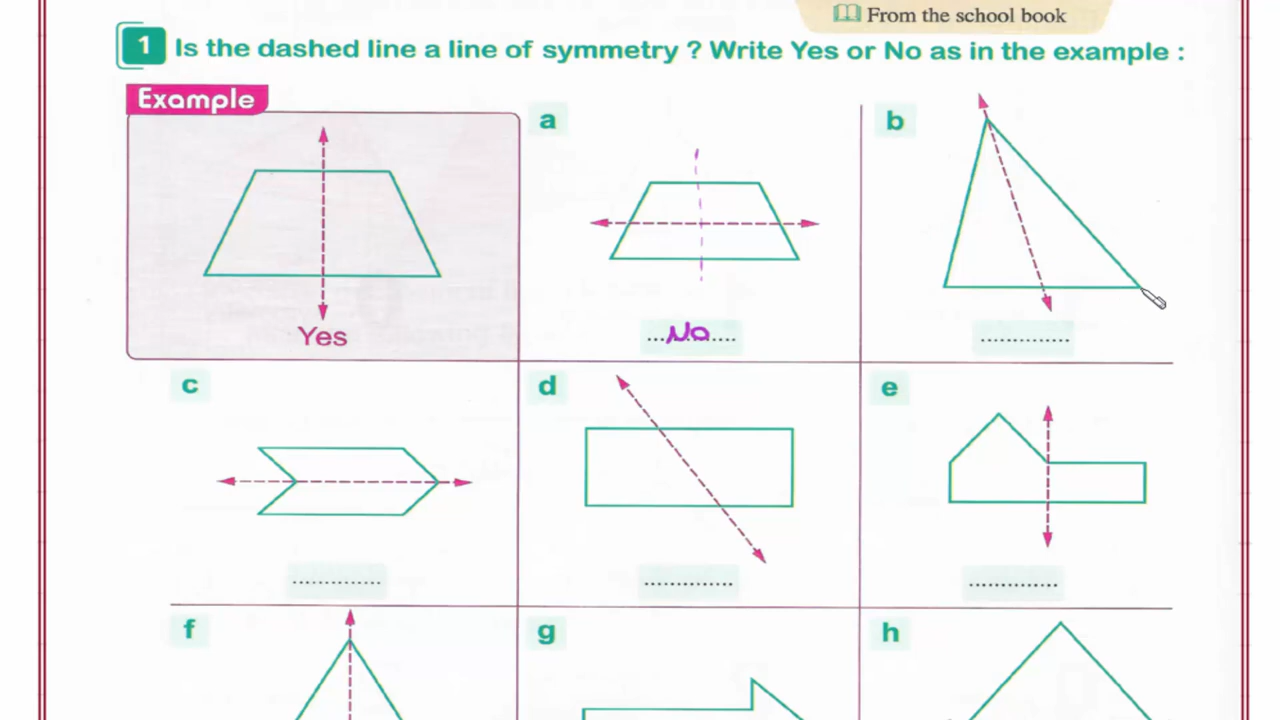 From the school book
1 Is the dashed line a line of symmetry ? Write Yes or No as in the example :
Example
Yes
a
...No....
b
..............
c
..............
d
..............
e
..............
f
g
h